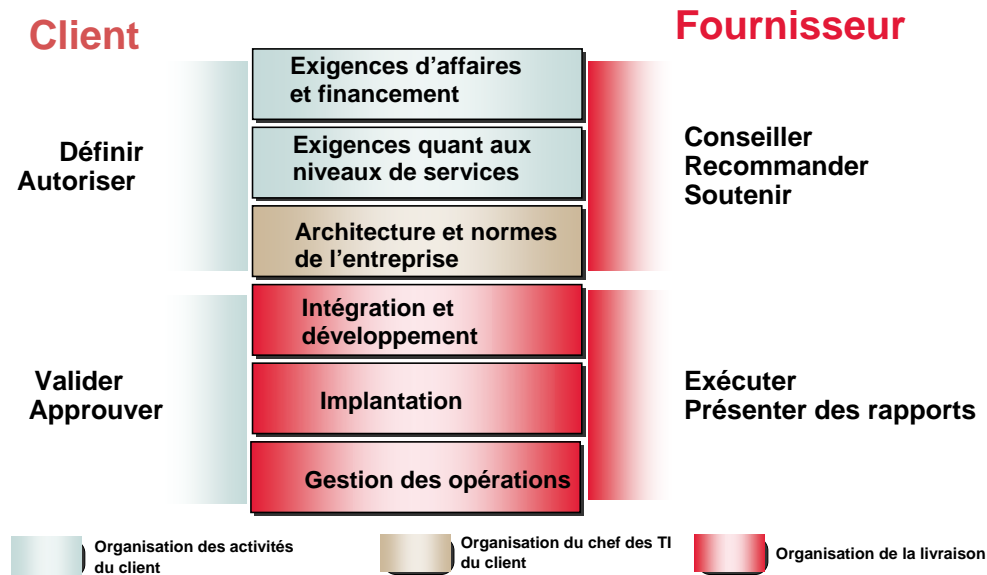 Client
Fournisseur
Exigences d’affaires
et financement
Exigences quant aux
niveaux de services
Architecture et normes
de l’entreprise
Intégration et
développement
Implantation
Gestion des opérations
Définir
Autoriser
Valider
Approuver
Conseiller
Recommander
Soutenir
Exécuter
Présenter des rapports
Organisation des activités
du client
Organisation du chef des TI
du client
Organisation de la livraison